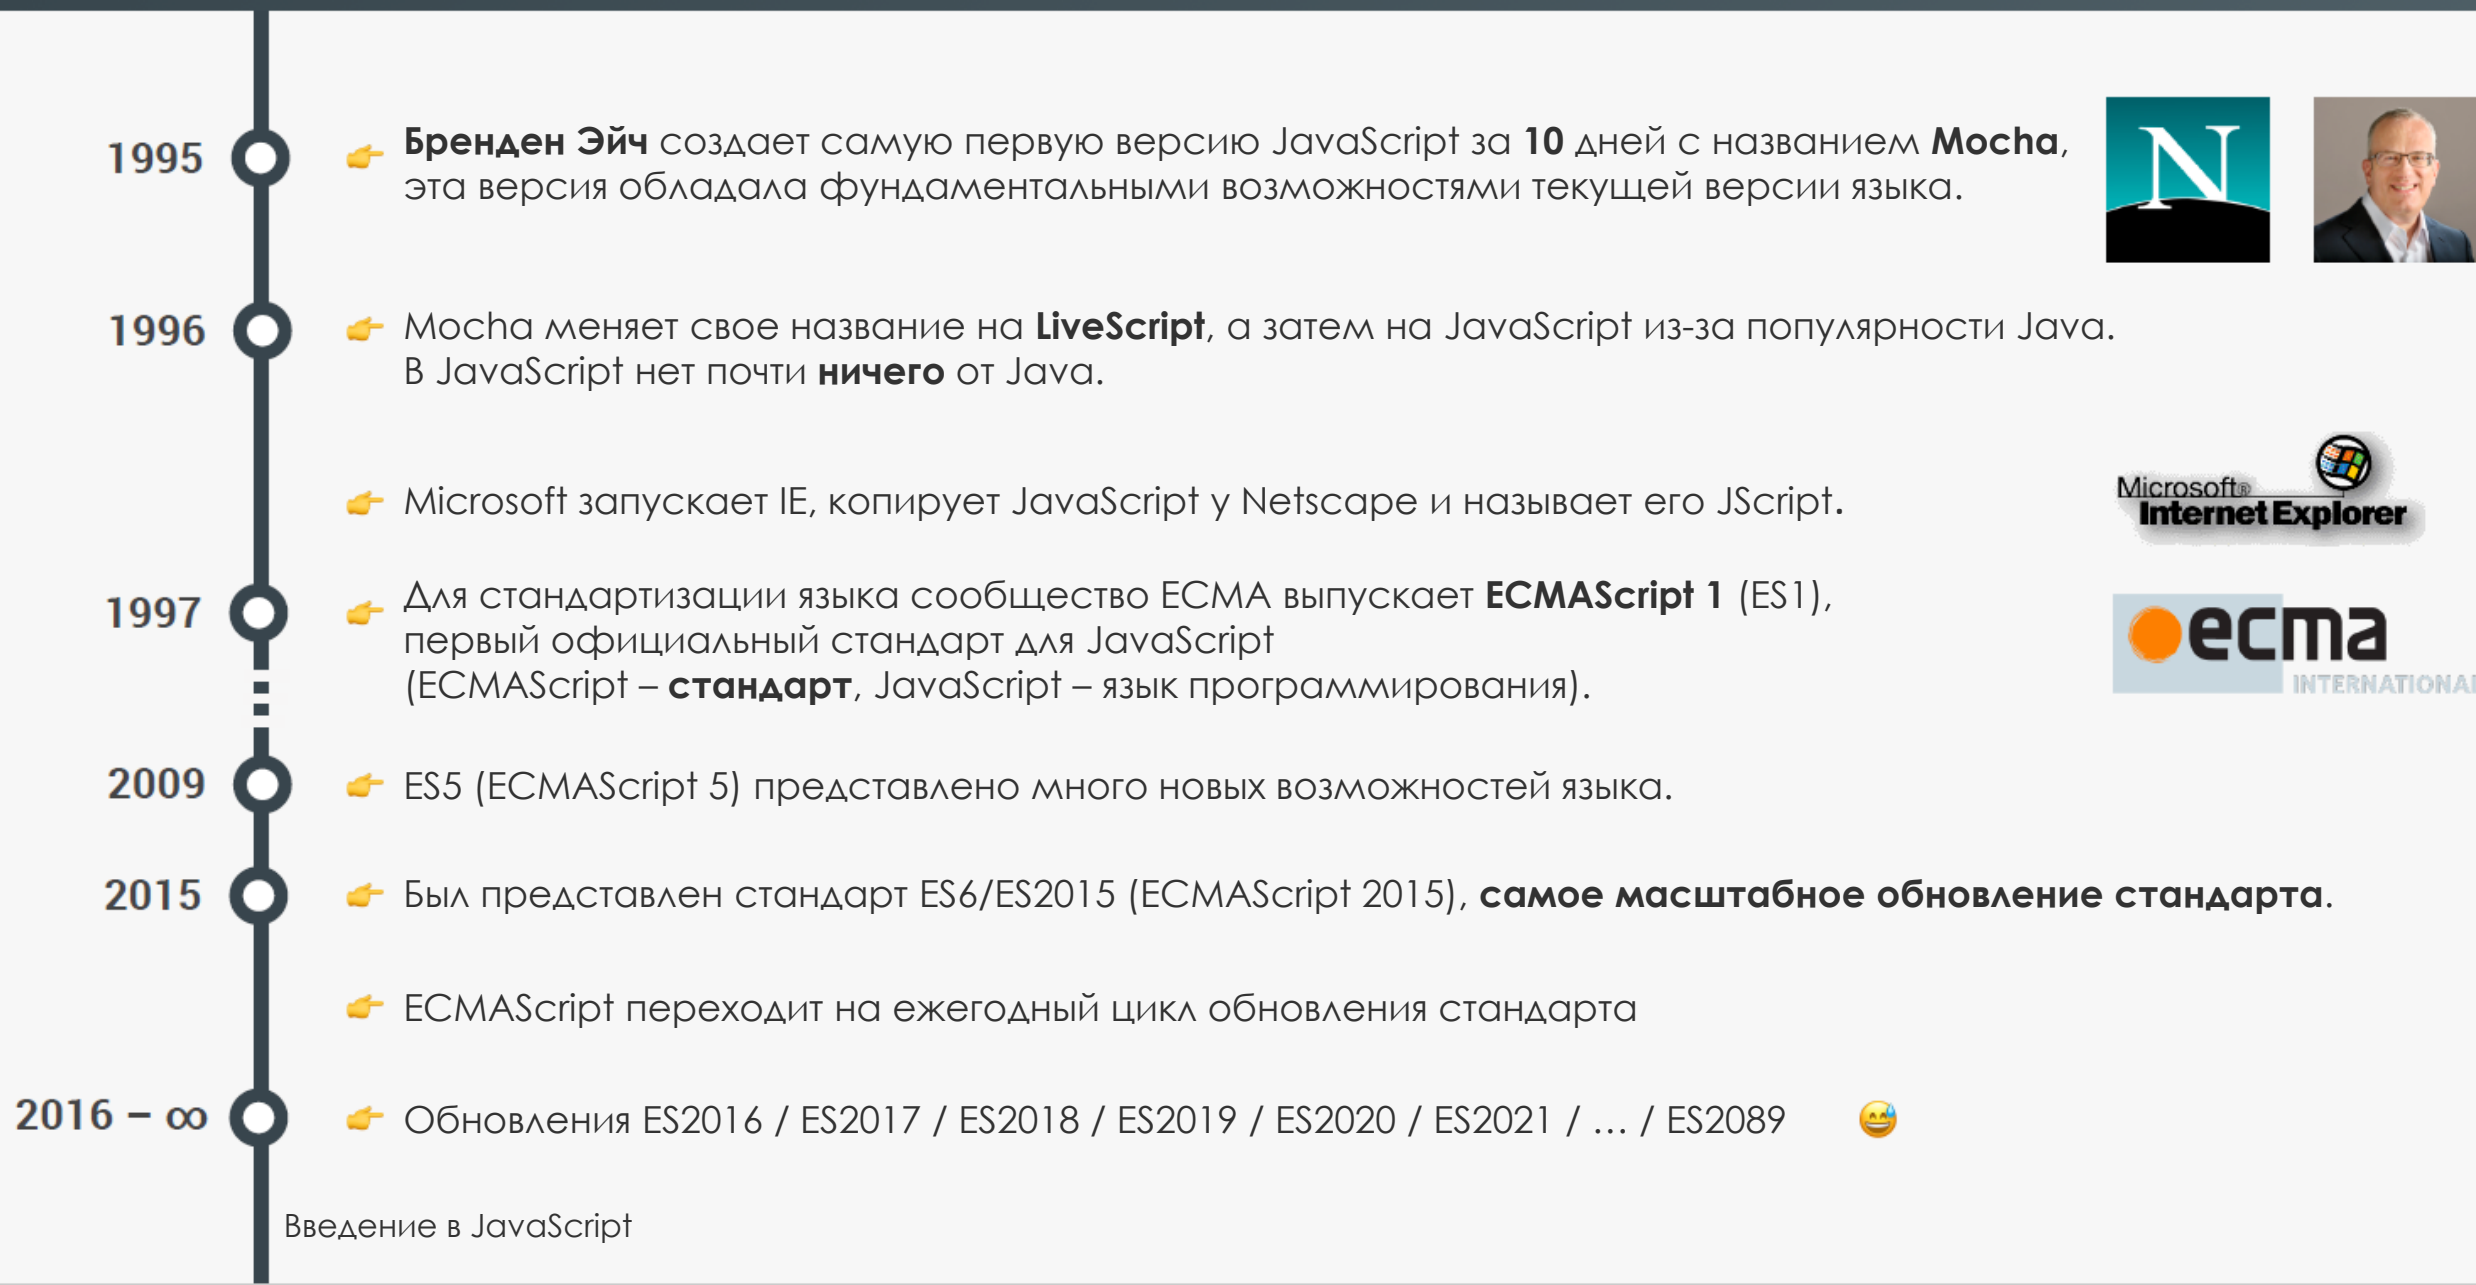 1995
Бренден Эйч создает самую первую версию JavaScript за 10 дней с названием Mocha,
эта версия обладала фундаментальными возможностями текущей версии языка.
N
1996
Mocha меняет свое название на LiveScript, а затем на JavaScript из-за популярности Java.
В JavaScript нет почти ничего от Java.
Microsoft запускает IE, копирует JavaScript у Netscape и называет его JScript.
Microsoft®
Internet Explorer
1997
Для стандартизации языка сообщество ECMA выпускает ECMAScript 1 (ES1),
первый официальный стандарт для JavaScript
(ECMAScript – стандарт, JavaScript – язык программирования).
ecma
INTERNATIONAL
2009
ES5 (ECMAScript 5) представлено много новых возможностей языка.
2015
Был представлен стандарт ES6/ES2015 (ECMAScript 2015), самое масштабное обновление стандарта.
ECMAScript переходит на ежегодный цикл обновления стандарта
2016 – ∞
Обновления ES2016 / ES2017 / ES2018 / ES2019 / ES2020 / ES2021 / … / ES2089
Введение в JavaScript